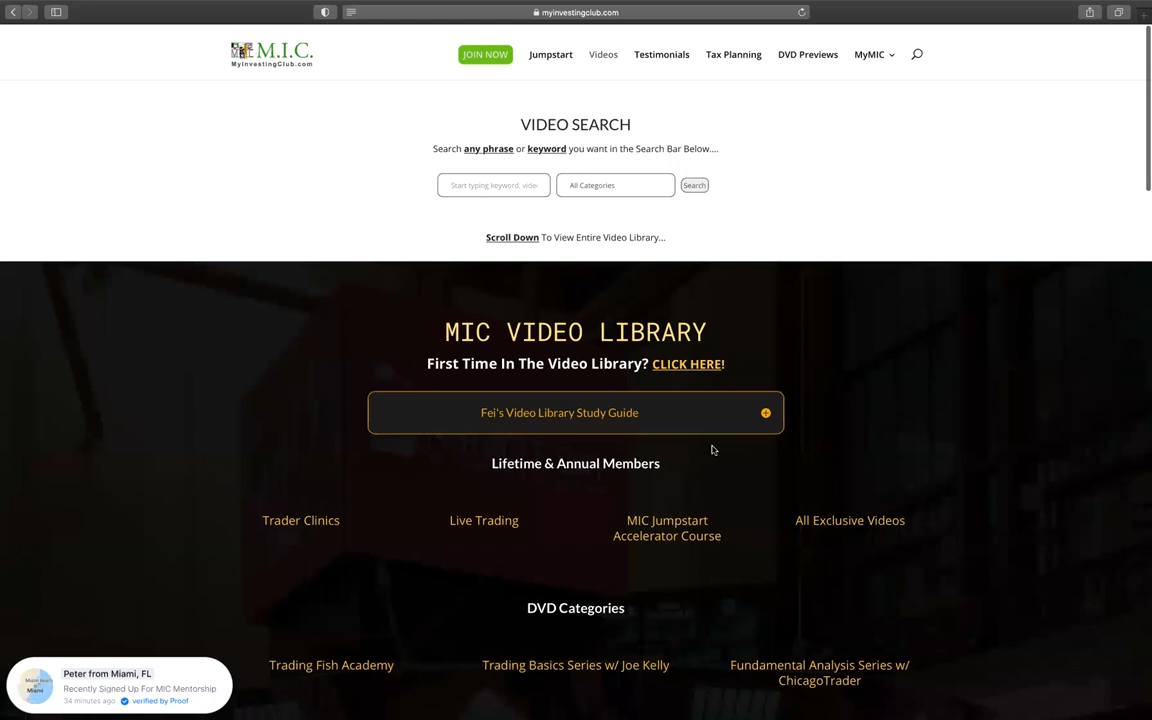 myinvestingclub.com
M.I.C.
MyInvestingClub.com
JOIN NOW
Jumpstart
Videos
Testimonials
Tax Planning
DVD Previews
MyMIC
VIDEO SEARCH
Search any phrase or keyword you want in the Search Bar Below....
Start typing keyword, vide
All Categories
Search
Scroll Down To View Entire Video Library...
MIC VIDEO LIBRARY
First Time In The Video Library? CLICK HERE!
Fei's Video Library Study Guide
Lifetime & Annual Members
Trader Clinics
Live Trading
MIC Jumpstart
Accelerator Course
All Exclusive Videos
DVD Categories
Trading Fish Academy
Trading Basics Series w/ Joe Kelly
Fundamental Analysis Series w/
ChicagoTrader
Peter from Miami, FL
Recently Signed Up For MIC Mentorship
34 minutes ago verified by Proof
Miami